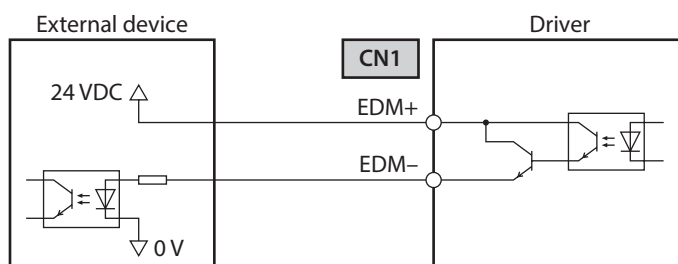 External device
Driver
CN1
24 VDC
EDM+
EDM−
0 V